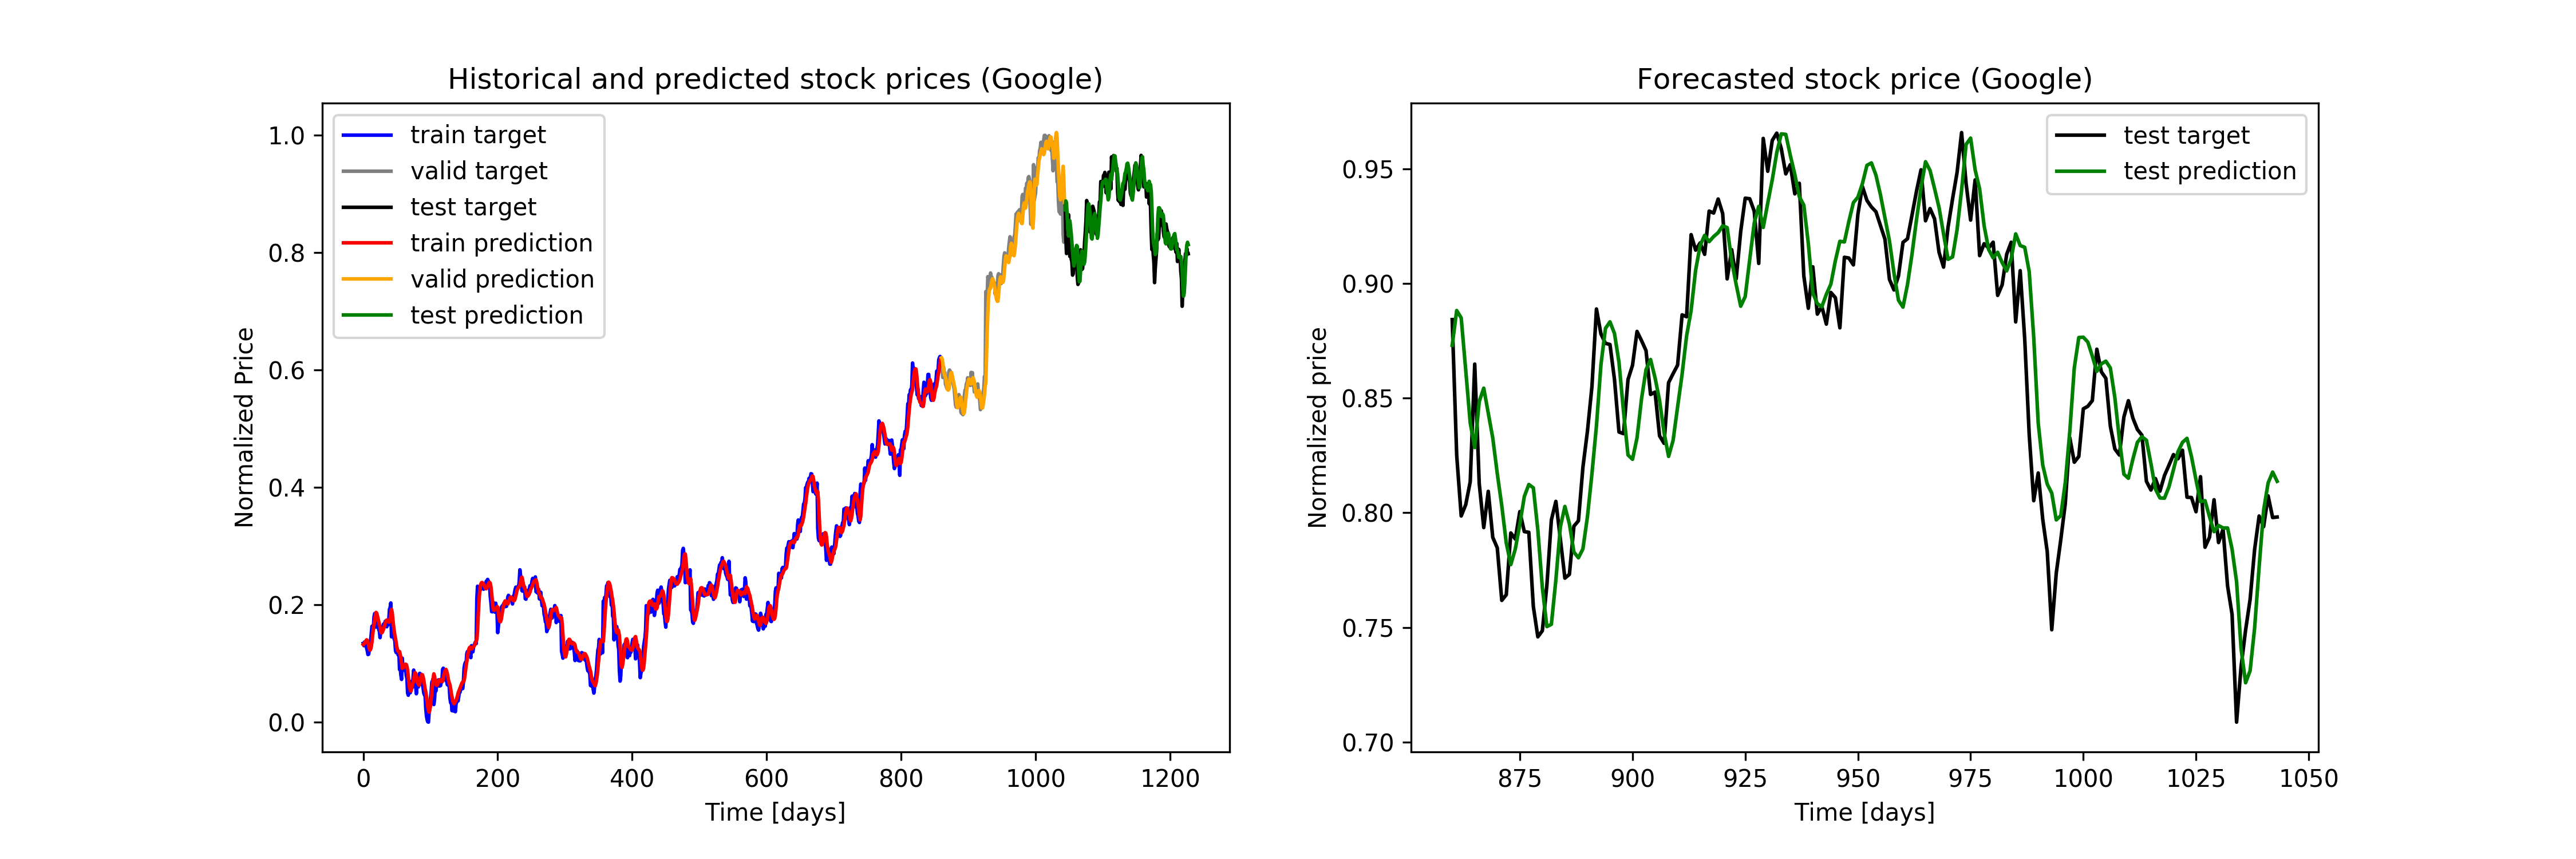 Historical and predicted stock prices (Google)
train target
valid target
test target
train prediction
valid prediction
test prediction
1.0
0.8
0.6
0.4
0.2
0.0
Normalized Price
0 200 400 600 800 1000 1200
Time [days]
Forecasted stock price (Google)
test target
test prediction
0.95
0.90
0.85
0.80
0.75
0.70
Normalized price
875 900 925 950 975 1000 1025 1050
Time [days]